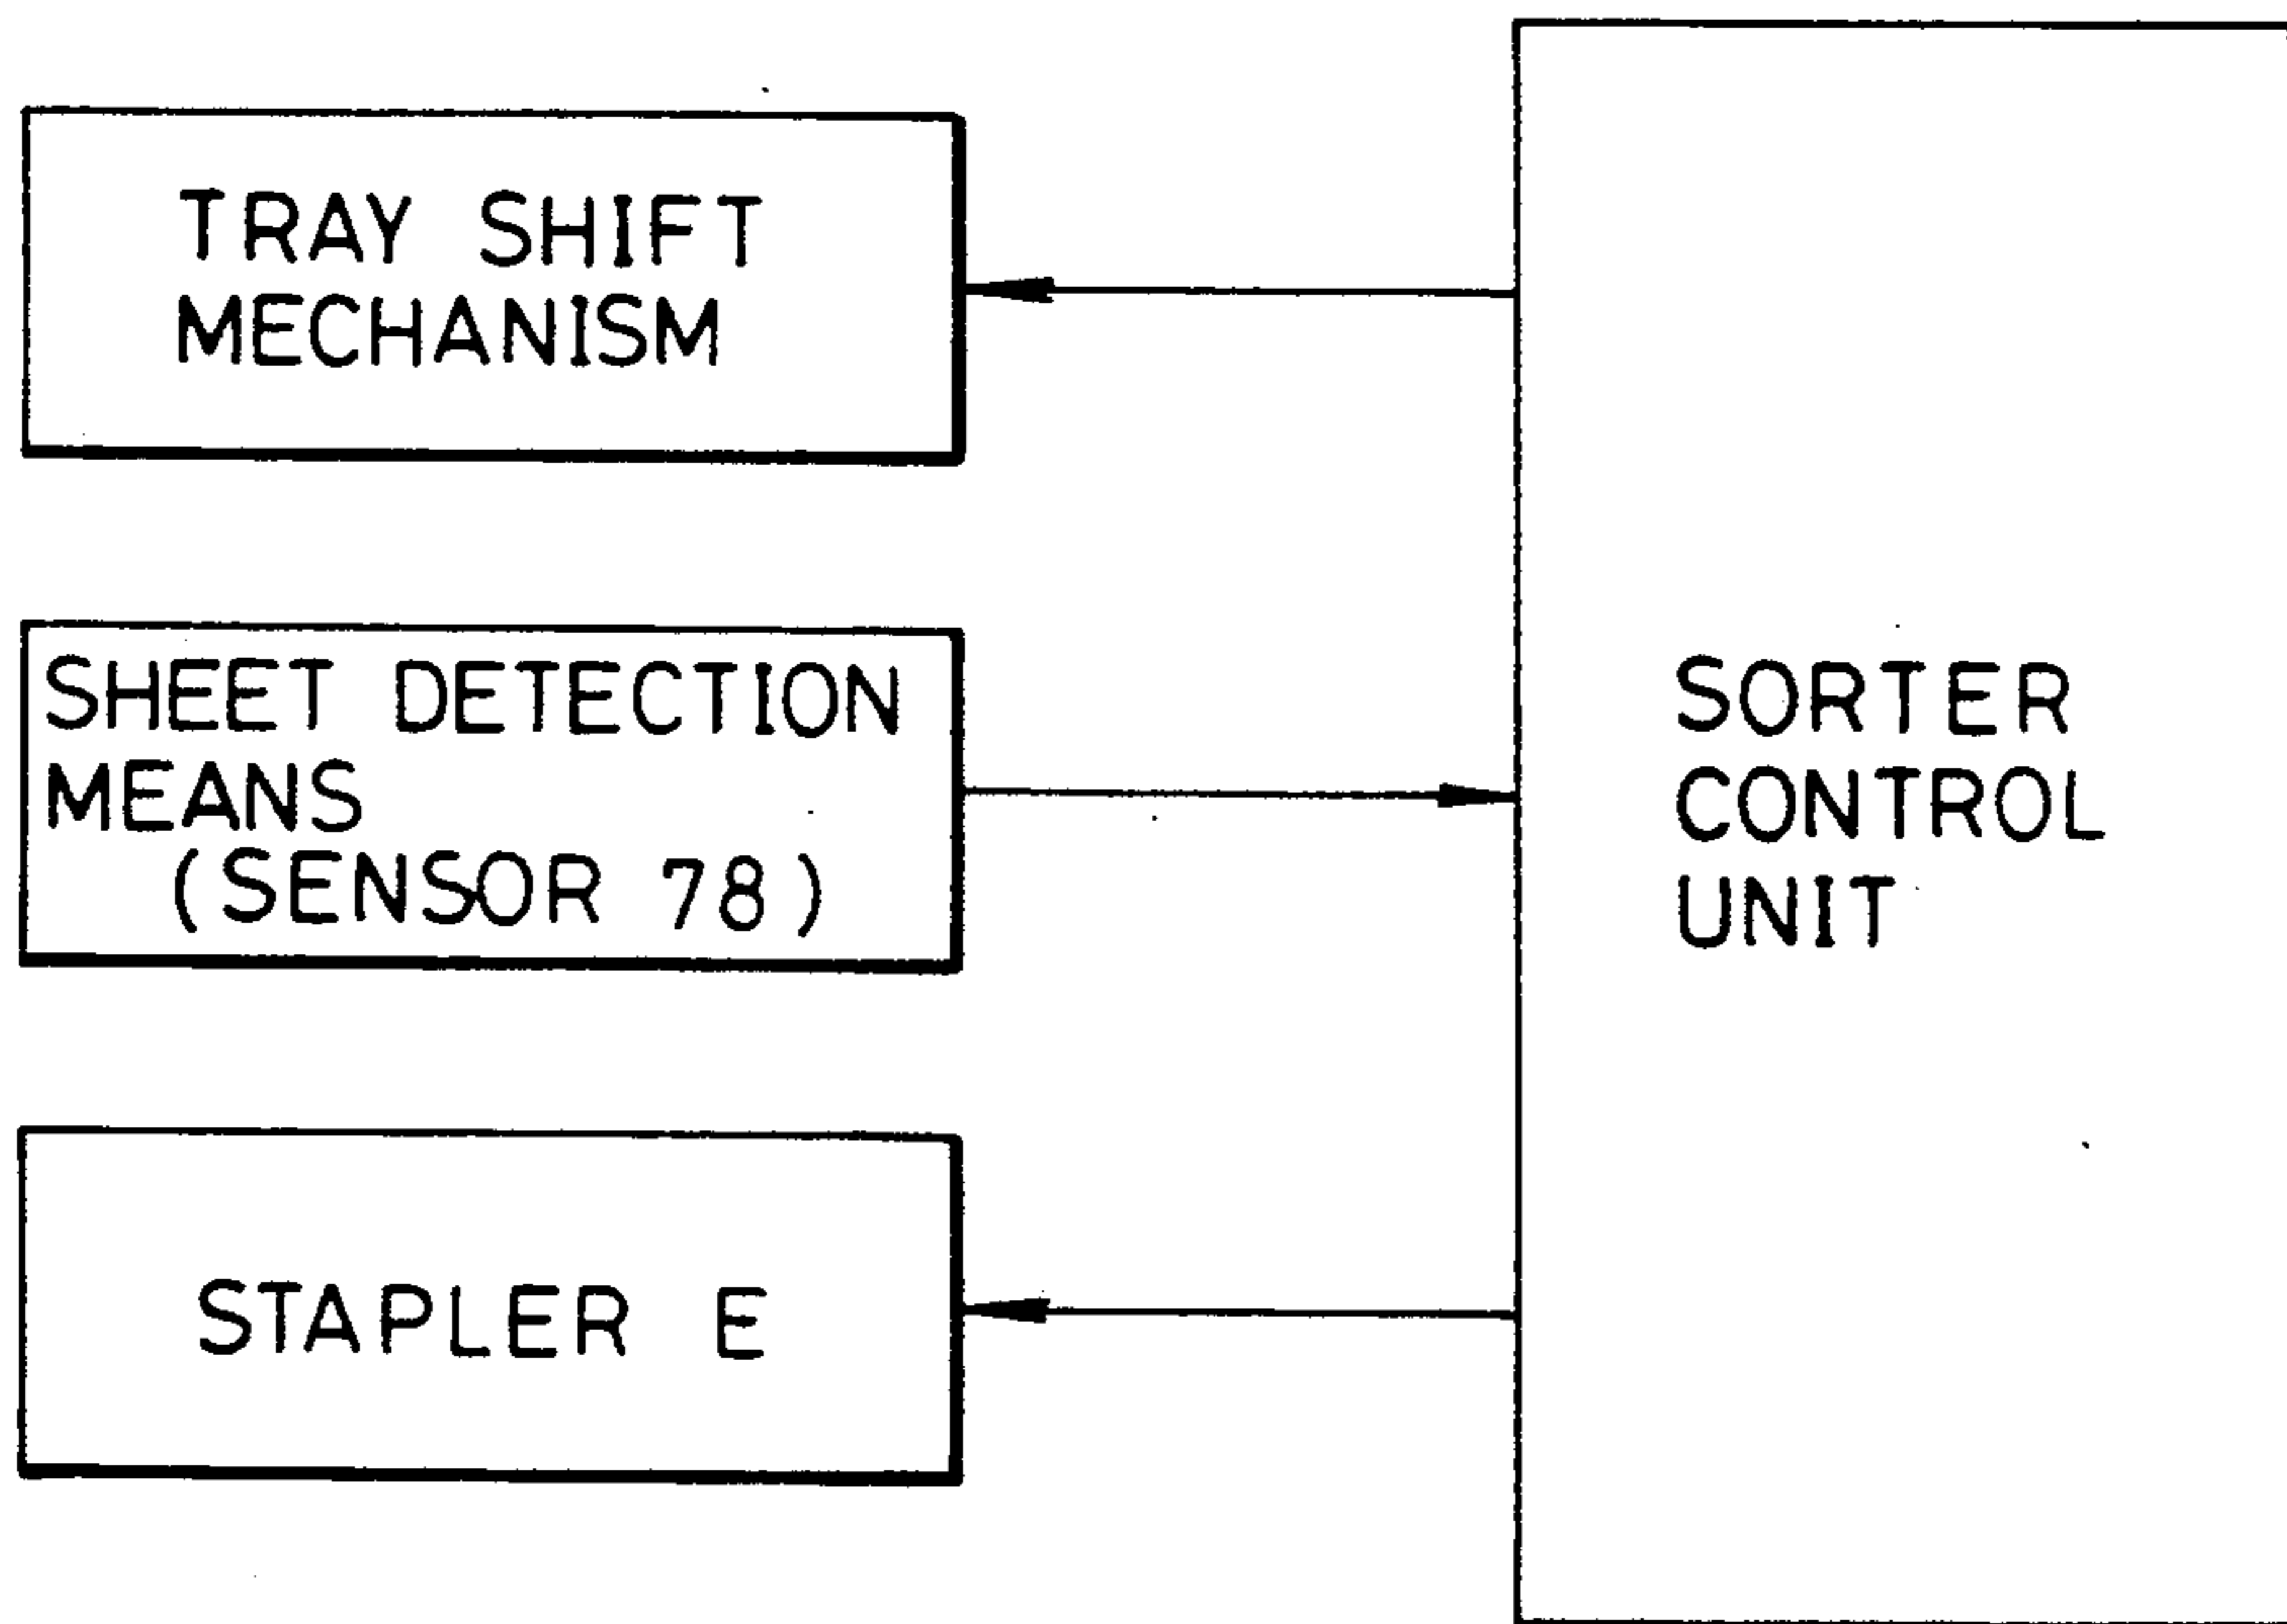 TRAY SHIFT
MECHANISM
SHEET DETECTION
MEANS
(SENSOR 78)
STAPLER E
SORTER
CONTROL
UNIT